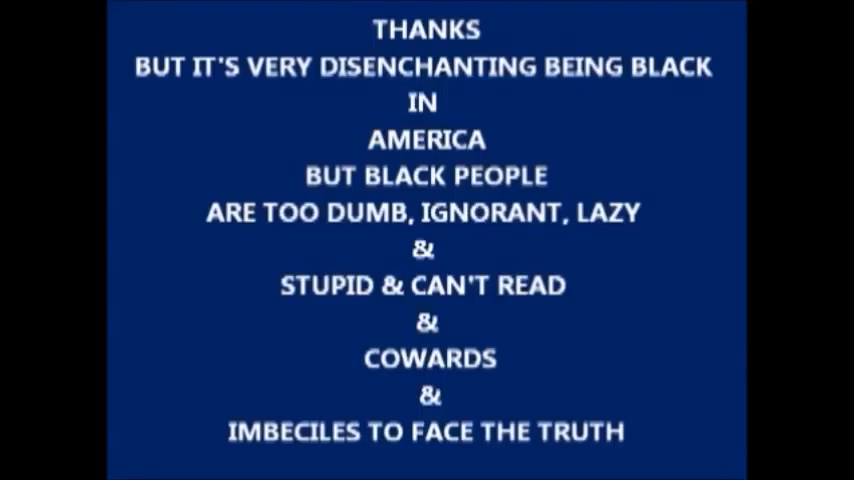 THANKS
BUT IT'S VERY DISENCHANTING BEING BLACK
IN
AMERICA
BUT BLACK PEOPLE
ARE TOO DUMB, IGNORANT, LAZY
&
STUPID & CAN'T READ
&
COWARDS
&
IMBECILES TO FACE THE TRUTH